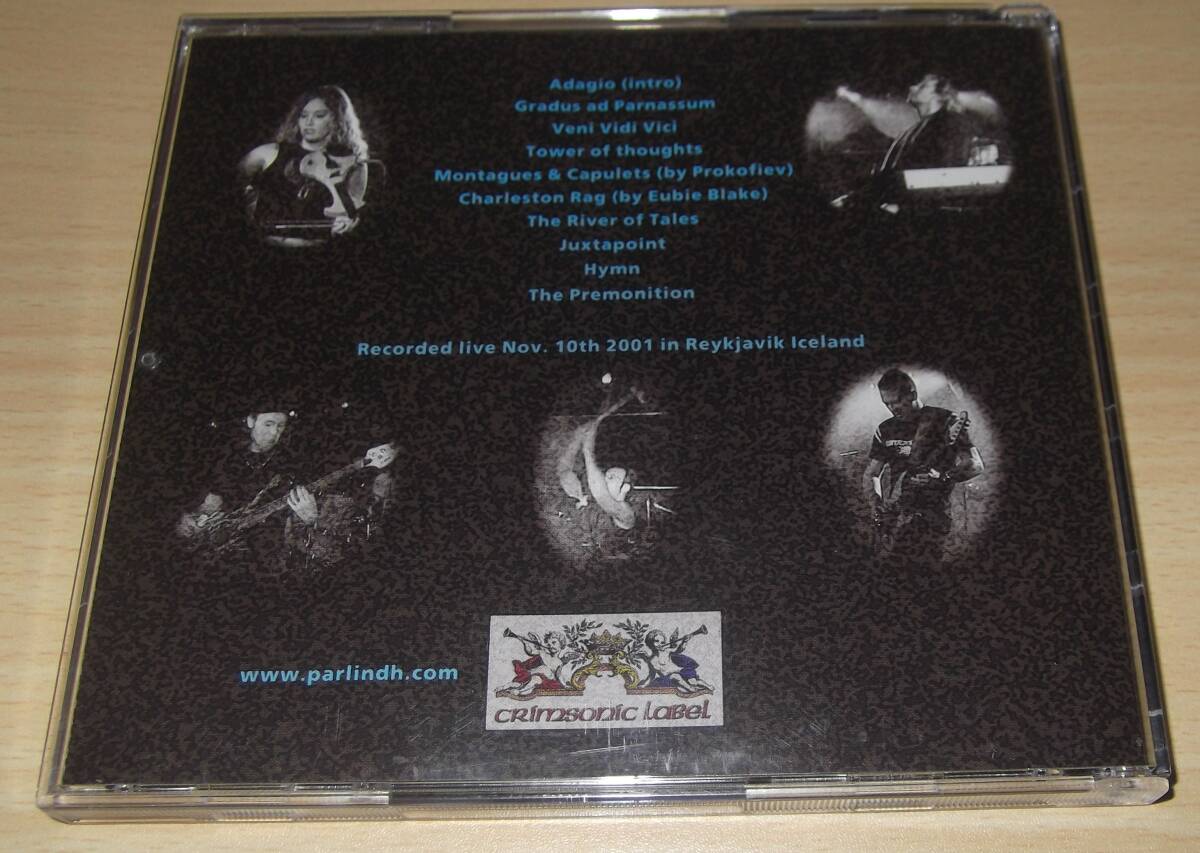 Adagio (intro)
Gradus ad Parnassum
Veni Vidi Vici
Tower of thoughts
Montagues & Capulets (by Prokofiev)
Charleston Rag (by Eubie Blake)
The River of Tales
Juxtapoint
Hymn
The Premonition
Recorded live Nov. 10th 2001 in Reykjavik Iceland
www.parlindh.com
crimsonic label